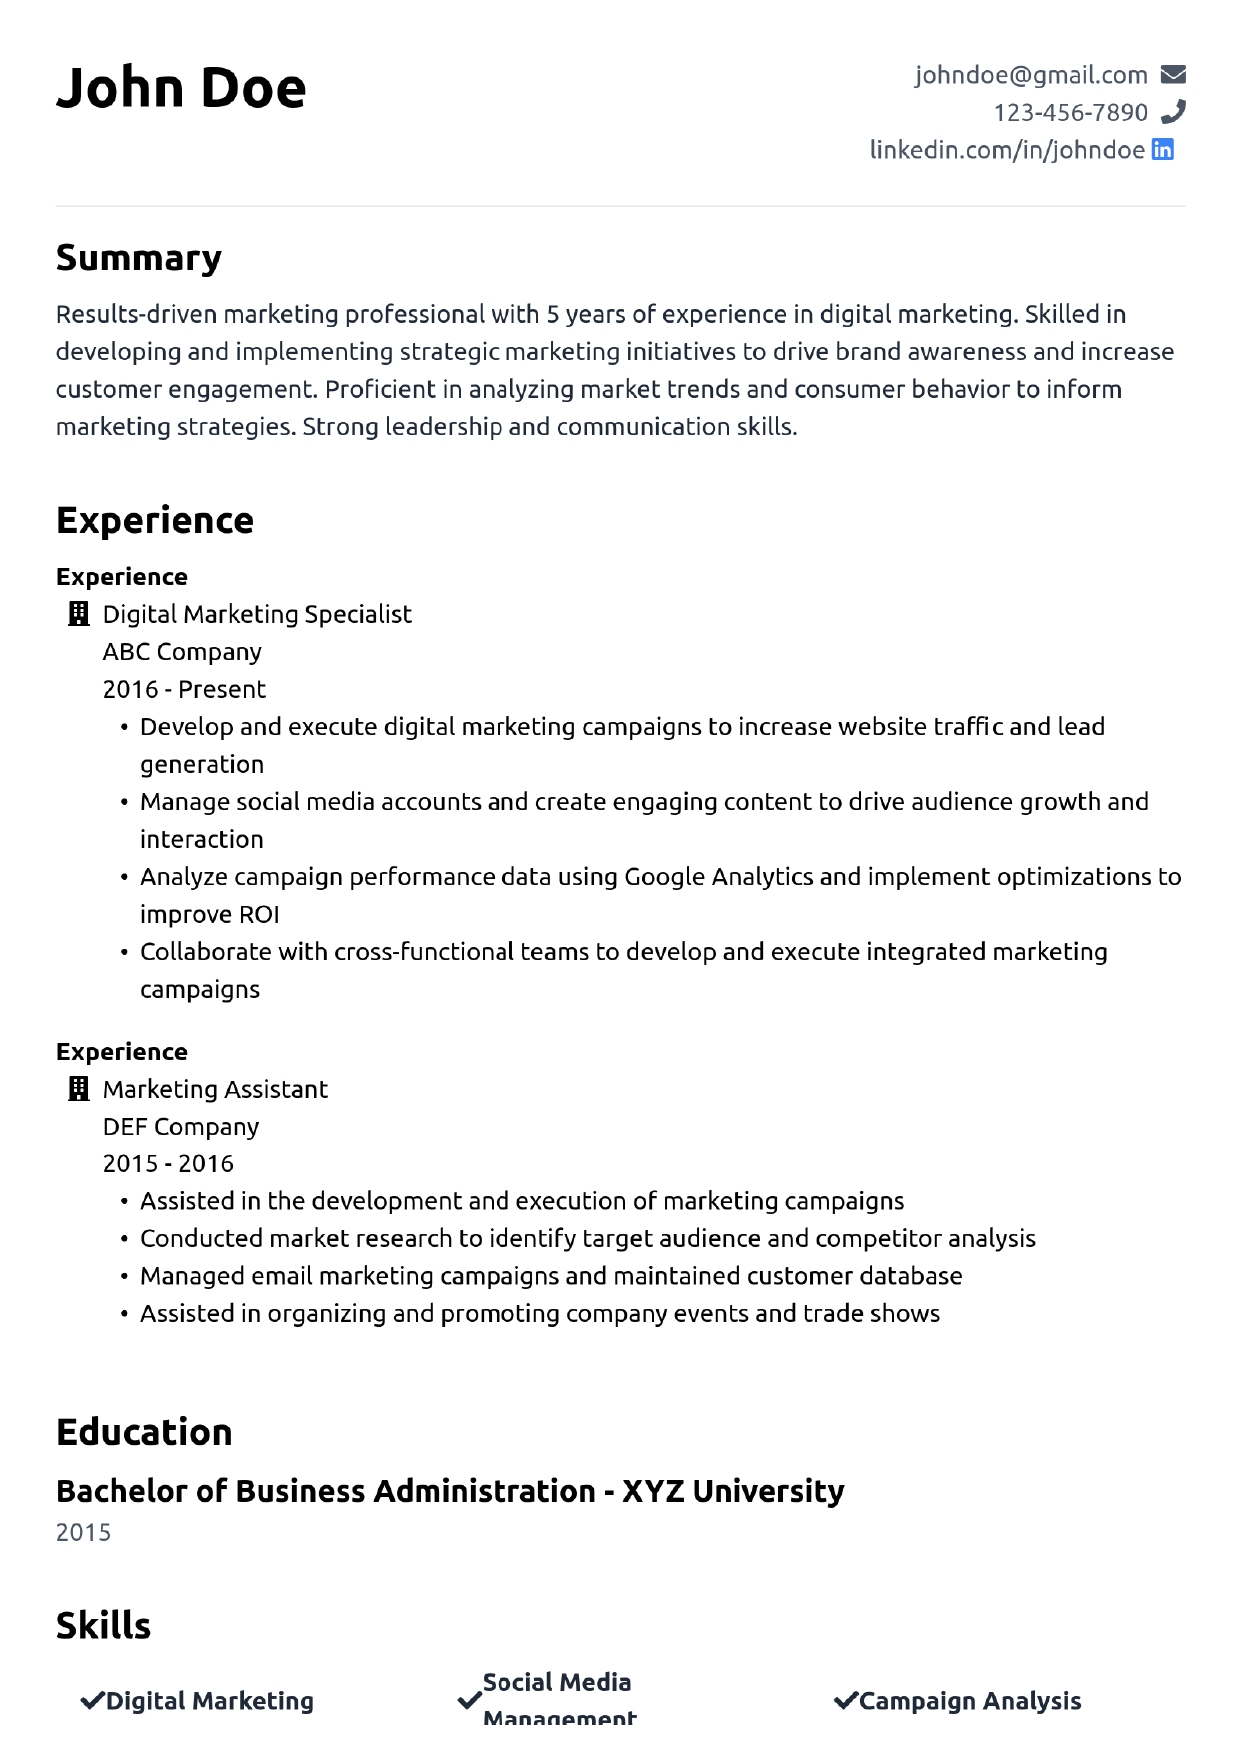 John Doe
johndoe@gmail.com
123-456-7890
linkedin.com/in/johndoe
Summary
Results-driven marketing professional with 5 years of experience in digital marketing. Skilled in
developing and implementing strategic marketing initiatives to drive brand awareness and increase
customer engagement. Proficient in analyzing market trends and consumer behavior to inform
marketing strategies. Strong leadership and communication skills.
Experience
Experience
Digital Marketing Specialist
ABC Company
2016 - Present
• Develop and execute digital marketing campaigns to increase website traffic and lead
generation
• Manage social media accounts and create engaging content to drive audience growth and
interaction
• Analyze campaign performance data using Google Analytics and implement optimizations to
improve ROI
• Collaborate with cross-functional teams to develop and execute integrated marketing
campaigns
Experience
Marketing Assistant
DEF Company
2015 - 2016
• Assisted in the development and execution of marketing campaigns
• Conducted market research to identify target audience and competitor analysis
• Managed email marketing campaigns and maintained customer database
• Assisted in organizing and promoting company events and trade shows
Education
Bachelor of Business Administration - XYZ University
2015
Skills
Digital Marketing
Social Media
Management
Campaign Analysis